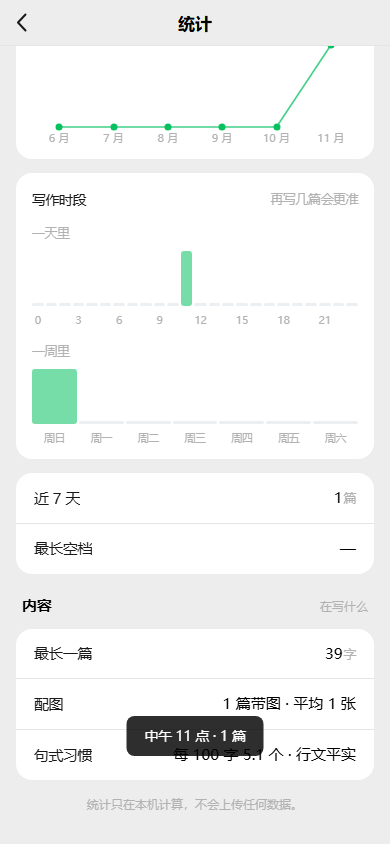 统计
6 月 7 月 8 月 9 月 10 月 11 月
写作时段 再写几篇会更准
一天里
0 3 6 9 12 15 18 21
一周里
周日 周一 周二 周三 周四 周五 周六
近 7 天 1篇
最长空档 —
内容 在写什么
最长一篇 39字
配图 1 篇带图 · 平均 1 张
中午 11 点 · 1 篇
句式习惯 每 100 字 5.1 个 · 行文平实
统计只在本机计算，不会上传任何数据。